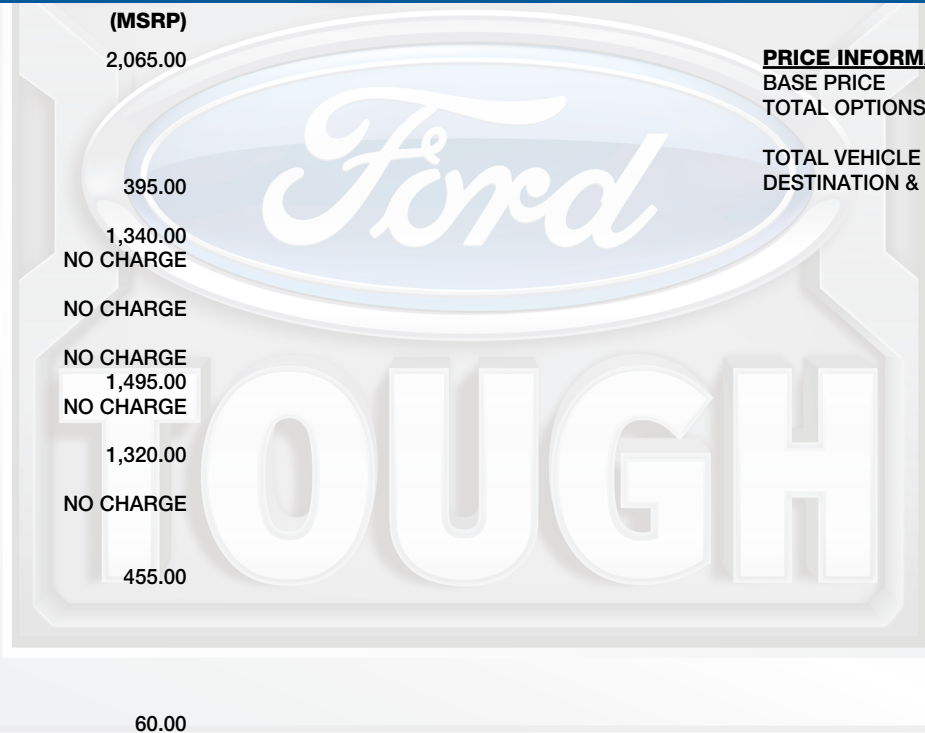 (MSRP)
2,065.00
395.00
1,340.00
NO CHARGE
NO CHARGE
NO CHARGE
1,495.00
NO CHARGE
1,320.00
NO CHARGE
455.00
60.00
PRICE INFORMA
BASE PRICE
TOTAL OPTIONS
TOTAL VEHICLE
DESTINATION &
Ford
TOUGH